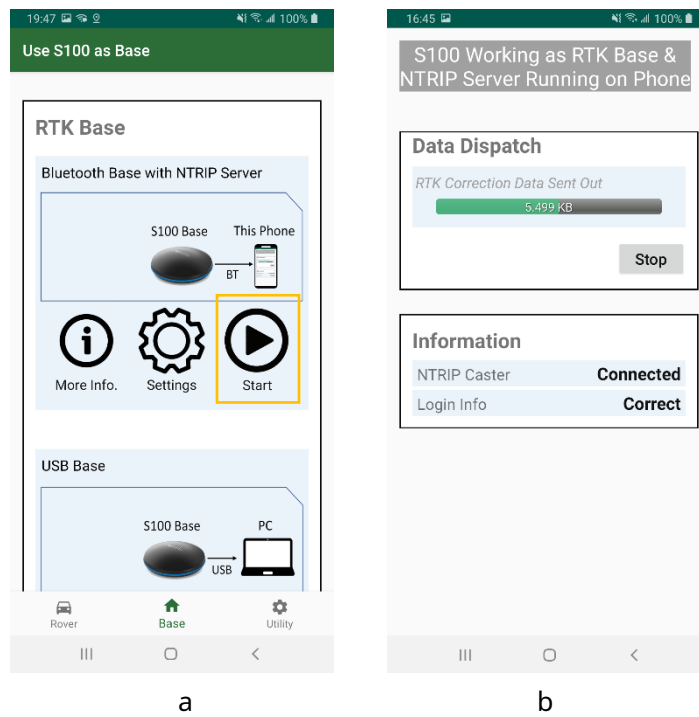 19:47 100%
Use S100 as Base
RTK Base
Bluetooth Base with NTRIP Server
S100 Base This Phone
BT
More Info. Settings Start
USB Base
S100 Base PC
USB
Rover Base Utility
a
16:45 100%
S100 Working as RTK Base &
NTRIP Server Running on Phone
Data Dispatch
RTK Correction Data Sent Out
5.499 KB
Stop
Information
NTRIP Caster Connected
Login Info Correct
b